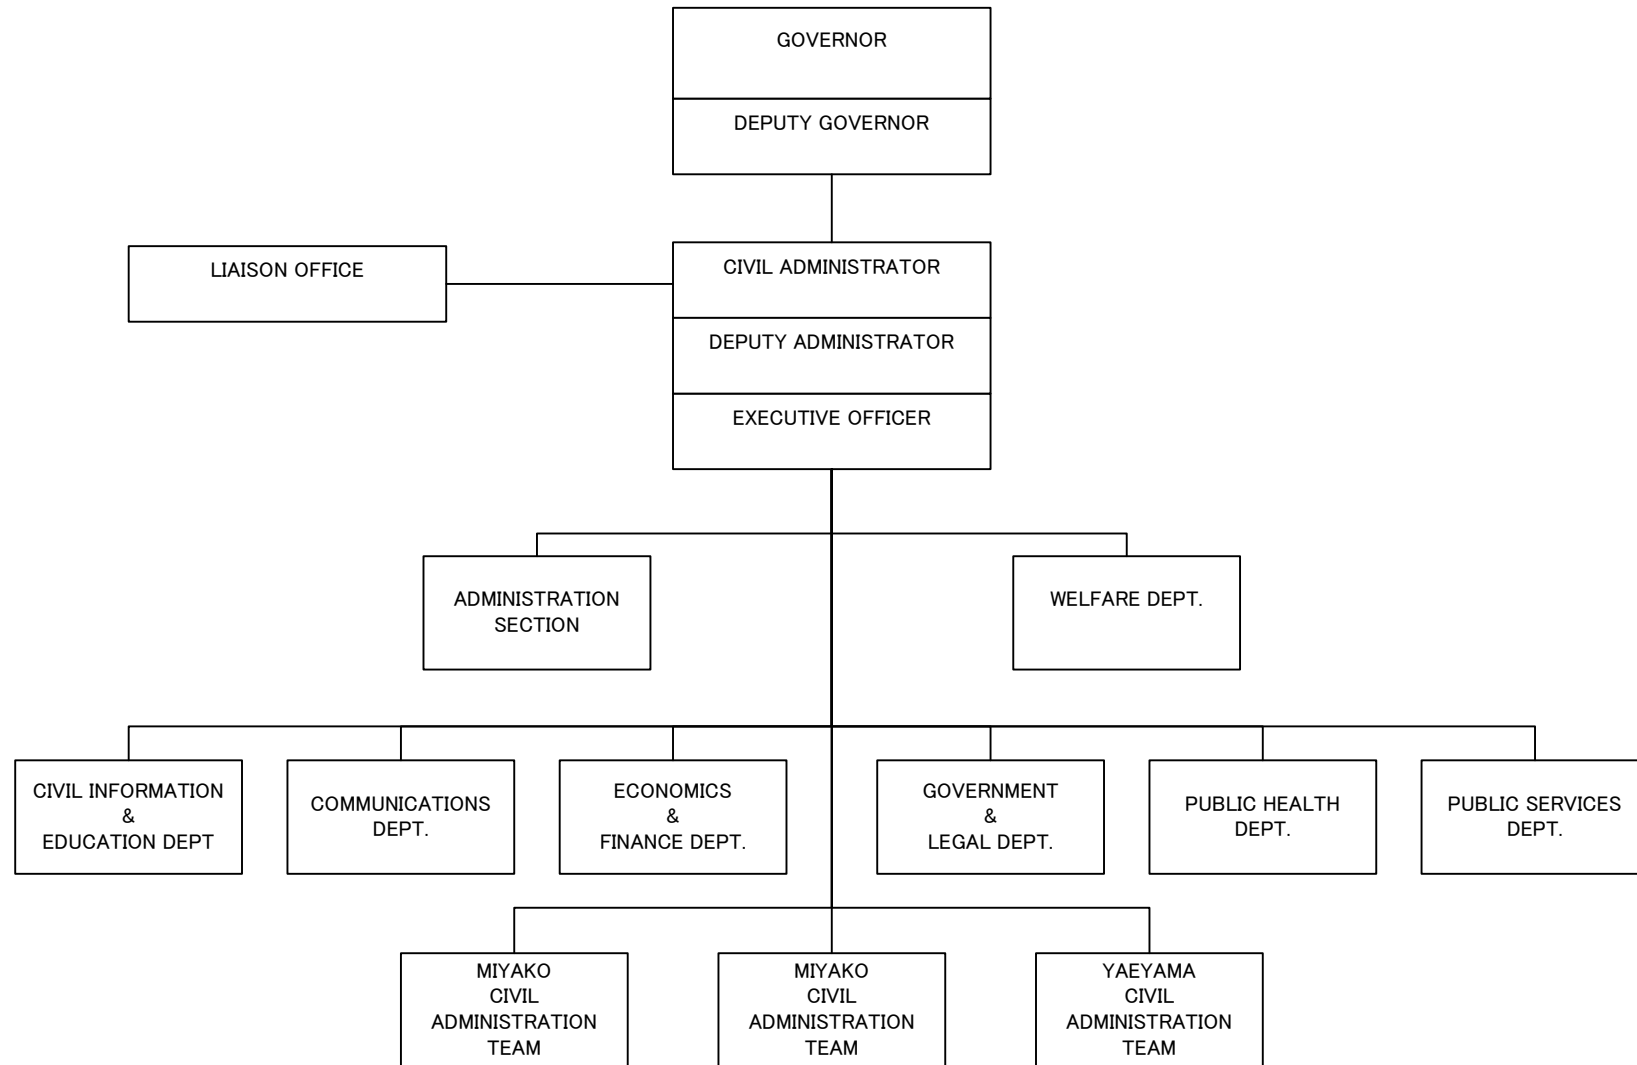 GOVERNOR
DEPUTY GOVERNOR
LIAISON OFFICE
CIVIL ADMINISTRATOR
DEPUTY ADMINISTRATOR
EXECUTIVE OFFICER
ADMINISTRATION
SECTION
WELFARE DEPT.
CIVIL INFORMATION
&
EDUCATION DEPT
COMMUNICATIONS
DEPT.
ECONOMICS
&
FINANCE DEPT.
GOVERNMENT
&
LEGAL DEPT.
PUBLIC HEALTH
DEPT.
PUBLIC SERVICES
DEPT.
MIYAKO
CIVIL
ADMINISTRATION
TEAM
MIYAKO
CIVIL
ADMINISTRATION
TEAM
YAEYAMA
CIVIL
ADMINISTRATION
TEAM